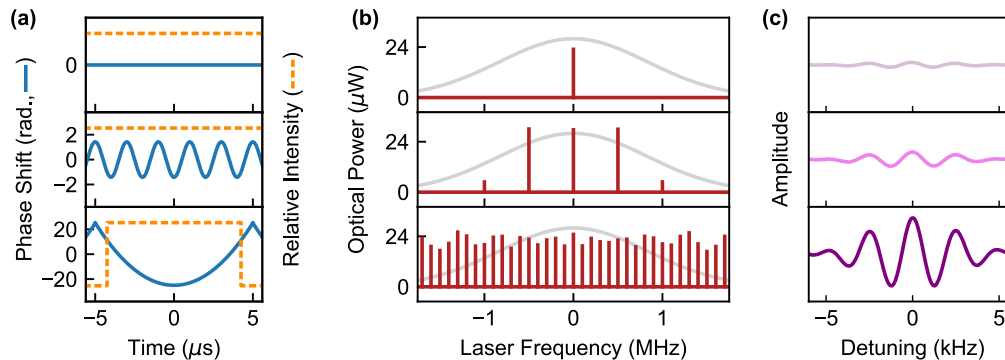 (a)
Phase Shift (rad., )
0
2
0
−2
20
0
−20
−5
0
5
Time (μs)
Relative Intensity ( )
(b)
Optical Power (μW)
24
0
24
0
24
0
−1
0
1
Laser Frequency (MHz)
(c)
Amplitude
−5
0
5
Detuning (kHz)